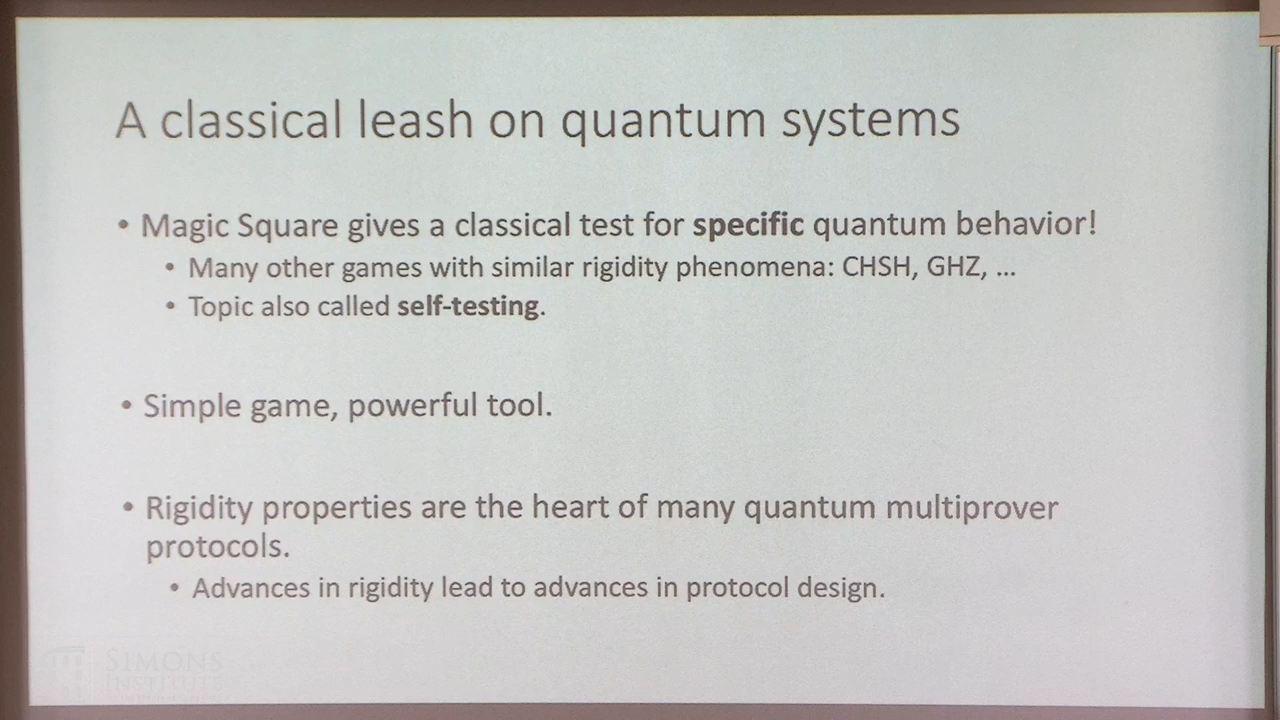 A classical leash on quantum systems
• Magic Square gives a classical test for specific quantum behavior!
• Many other games with similar rigidity phenomena: CHSH, GHZ, ...
• Topic also called self-testing.
• Simple game, powerful tool.
• Rigidity properties are the heart of many quantum multiprover
protocols.
• Advances in rigidity lead to advances in protocol design.
SIMONS
INSTITUTE